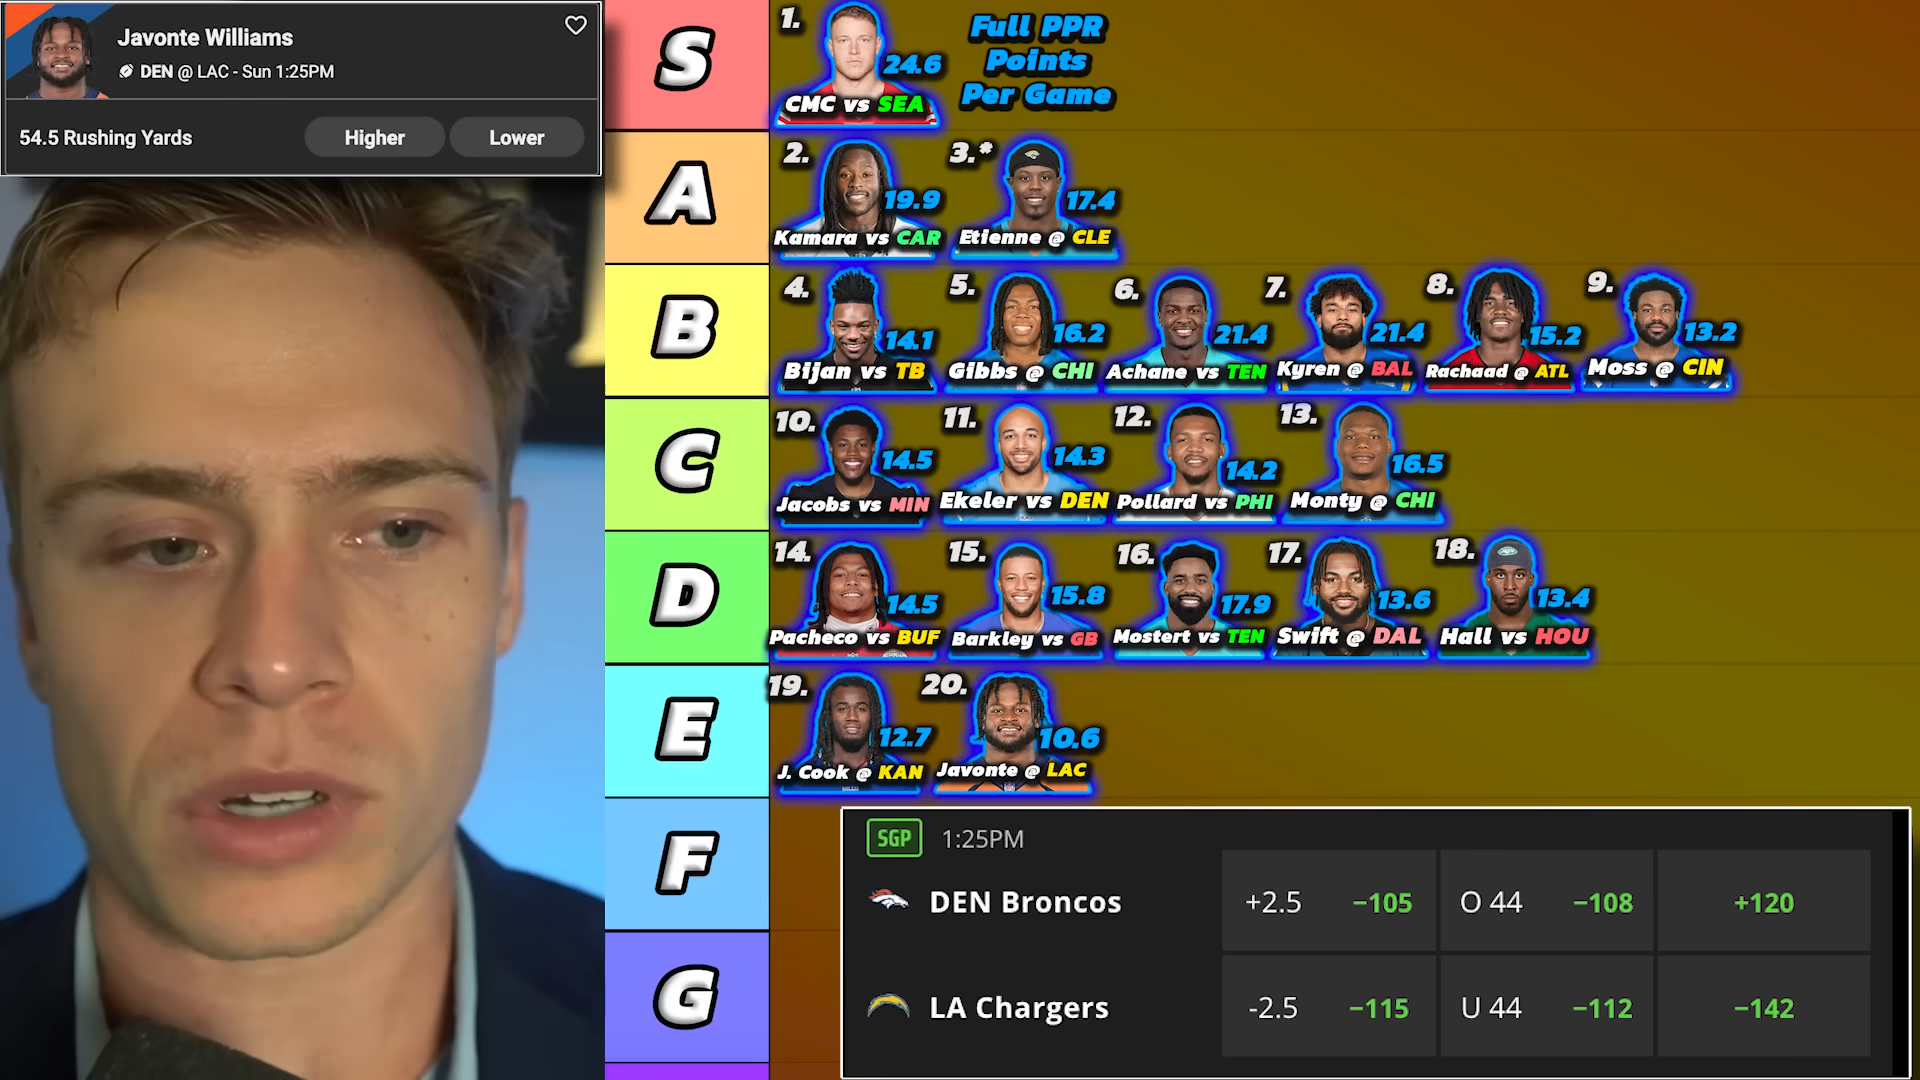 Javonte Williams
DEN @ LAC - Sun 1:25PM
54.5 Rushing Yards
Higher
Lower
S
1.
24.6
CMC vs SEA
Full PPR
Points
Per Game
A
2.
19.9
Kamara vs CAR
3.*
17.4
Etienne @ CLE
B
4.
14.1
Bijan vs TB
5.
16.2
Gibbs @ CHI
6.
21.4
Achane vs TEN
7.
21.4
Kyren @ BAL
8.
15.2
Rachaad @ ATL
9.
13.2
Moss @ CIN
C
10.
14.5
Jacobs vs MIN
11.
14.3
Ekeler vs DEN
12.
14.2
Pollard vs PHI
13.
16.5
Monty @ CHI
D
14.
14.5
Pacheco vs BUF
15.
15.8
Barkley vs GB
16.
17.9
Mostert vs TEN
17.
13.6
Swift @ DAL
18.
13.4
Hall vs HOU
E
19.
12.7
J. Cook @ KAN
20.
10.6
Javonte @ LAC
F
G
SGP 1:25PM
DEN Broncos +2.5 −105 O 44 −108 +120
LA Chargers -2.5 −115 U 44 −112 −142